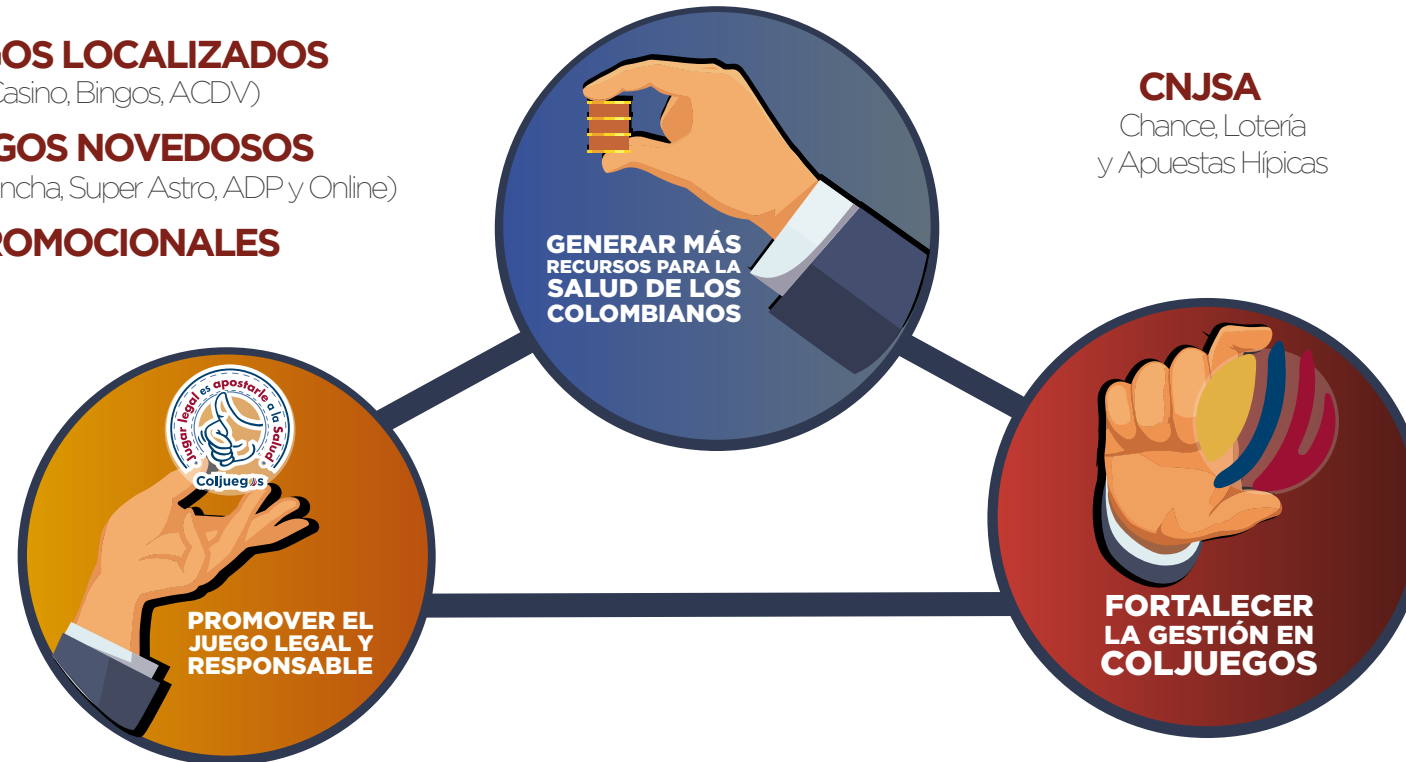 GOS LOCALIZADOS
Casino, Bingos, ACDV)
GOS NOVEDOSOS
ncha, Super Astro, ADP y Online)
ROMOCIONALES
CNJSA
Chance, Lotería
y Apuestas Hípicas
GENERAR MÁS
RECURSOS PARA LA
SALUD DE LOS
COLOMBIANOS
Jugar legal es apostarle a la Salud
Coljuegos
PROMOVER EL
JUEGO LEGAL Y
RESPONSABLE
FORTALECER
LA GESTIÓN EN
COLJUEGOS